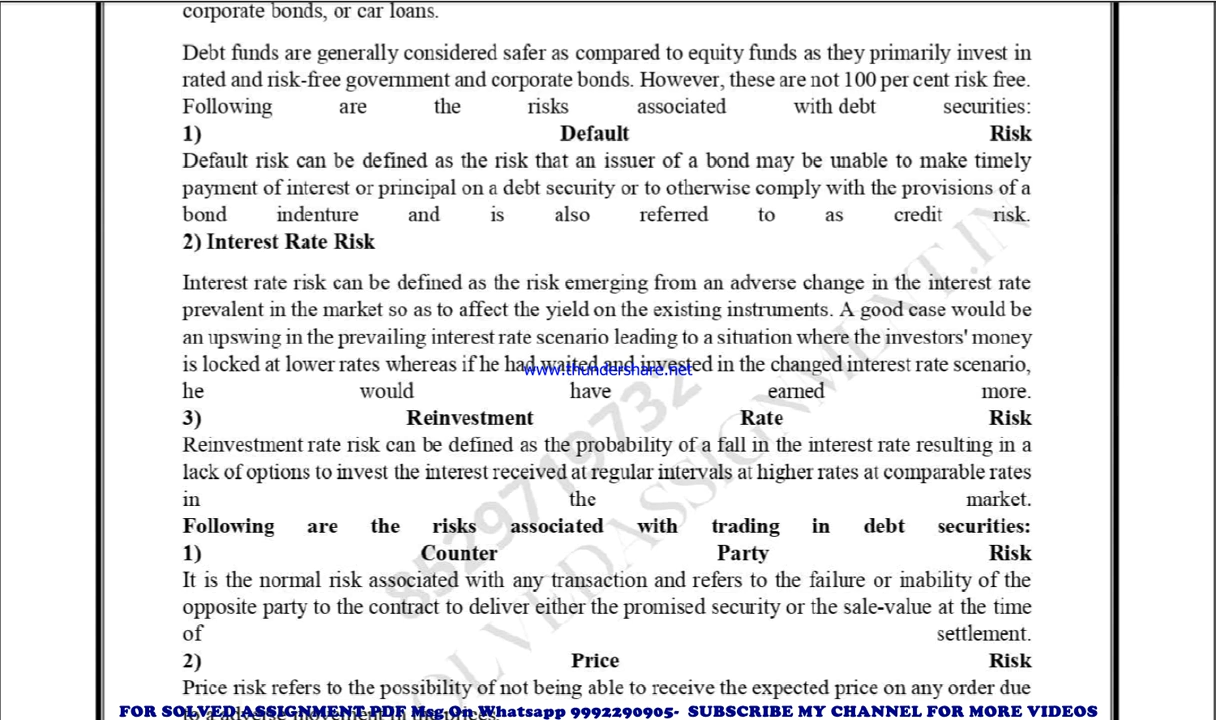 corporate bonds, or car loans.
Debt funds are generally considered safer as compared to equity funds as they primarily invest in
rated and risk-free government and corporate bonds. However, these are not 100 per cent risk free.
Following are the risks associated with debt securities:
1) Default Risk
Default risk can be defined as the risk that an issuer of a bond may be unable to make timely
payment of interest or principal on a debt security or to otherwise comply with the provisions of a
bond indenture and is also referred to as credit risk.
2) Interest Rate Risk
Interest rate risk can be defined as the risk emerging from an adverse change in the interest rate
prevalent in the market so as to affect the yield on the existing instruments. A good case would be
an upswing in the prevailing interest rate scenario leading to a situation where the investors' money
is locked at lower rates whereas if he had waited and invested in the changed interest rate scenario,
www.thundershare.net
he would have earned more.
3) Reinvestment Rate Risk
Reinvestment rate risk can be defined as the probability of a fall in the interest rate resulting in a
lack of options to invest the interest received at regular intervals at higher rates at comparable rates
in the market.
Following are the risks associated with trading in debt securities:
1) Counter Party Risk
It is the normal risk associated with any transaction and refers to the failure or inability of the
opposite party to the contract to deliver either the promised security or the sale-value at the time
of settlement.
2) Price Risk
Price risk refers to the possibility of not being able to receive the expected price on any order due
to a adverse movement in the prices.
FOR SOLVED ASSIGNMENT PDF Msg On Whatsapp 9992290905- SUBSCRIBE MY CHANNEL FOR MORE VIDEOS
8529719732
OLVEDASSIGNMENT.IN